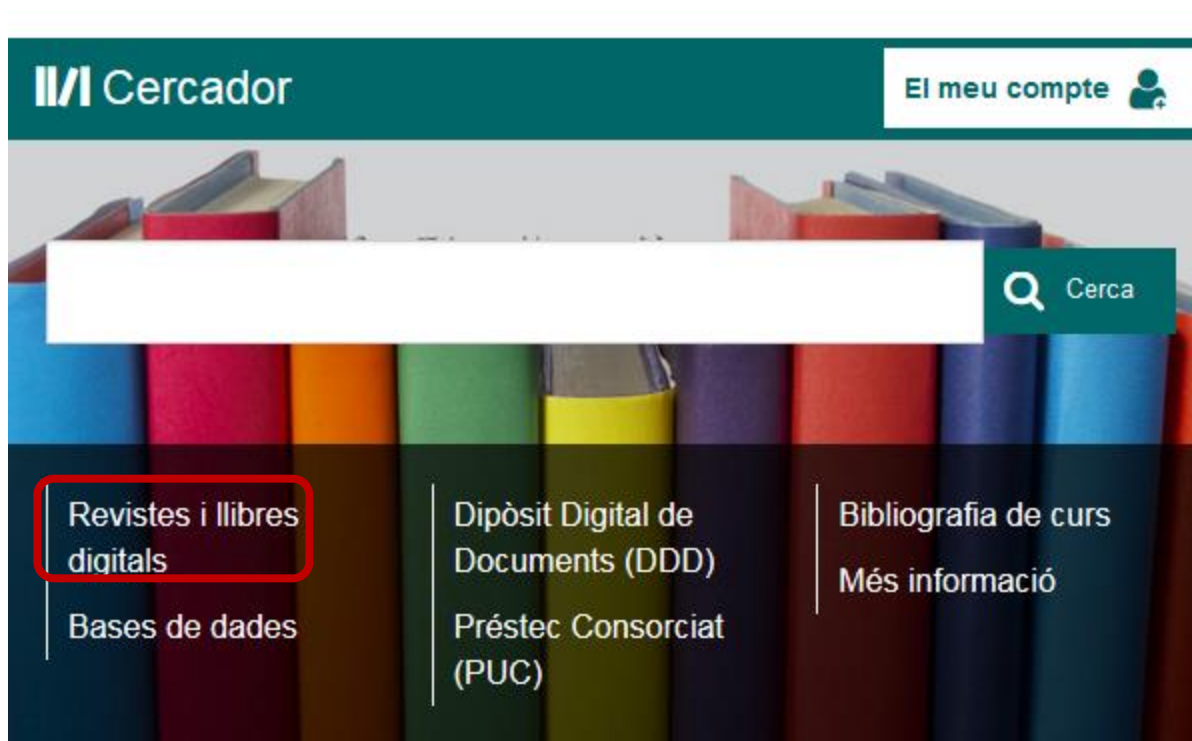 Cercador
El meu compte
Cerca
Revistes i llibres
digitals
Bases de dades
Dipòsit Digital de
Documents (DDD)
Préstec Consorciat
(PUC)
Bibliografia de curs
Més informació